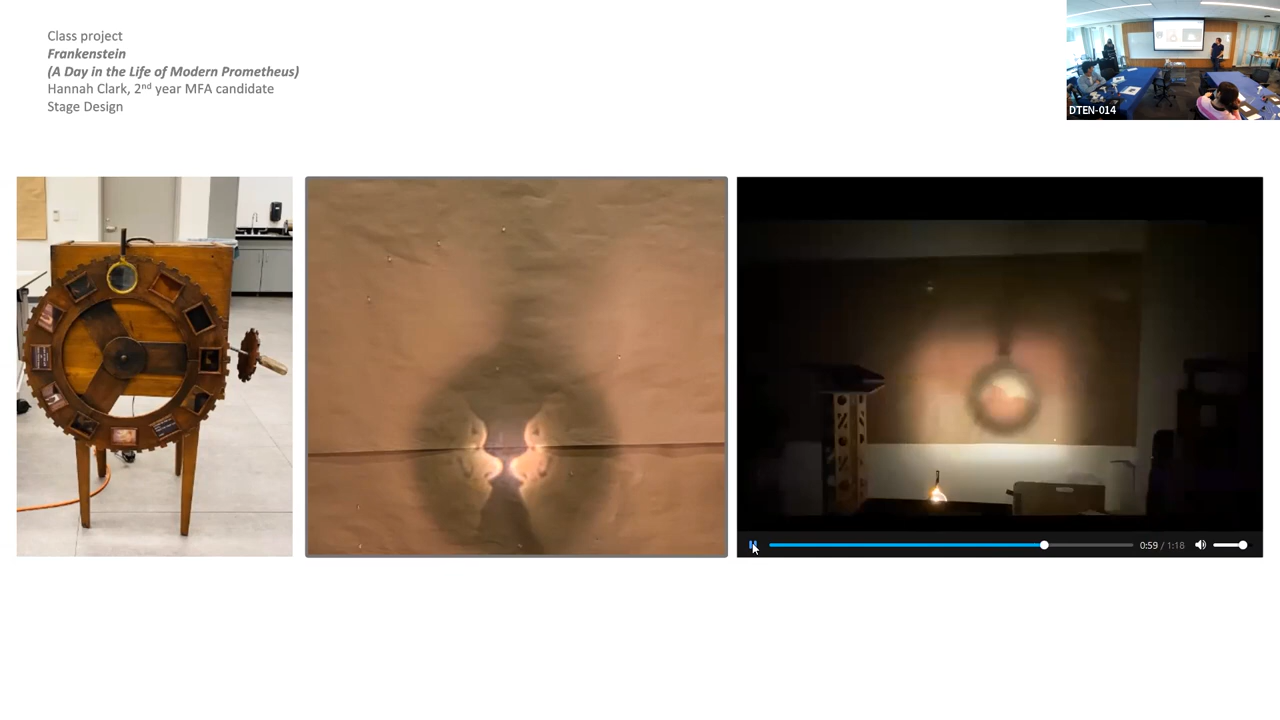 Class project
Frankenstein
(A Day in the Life of Modern Prometheus)
Hannah Clark, 2nd year MFA candidate
Stage Design
DTEN-014
0:59 / 1:18